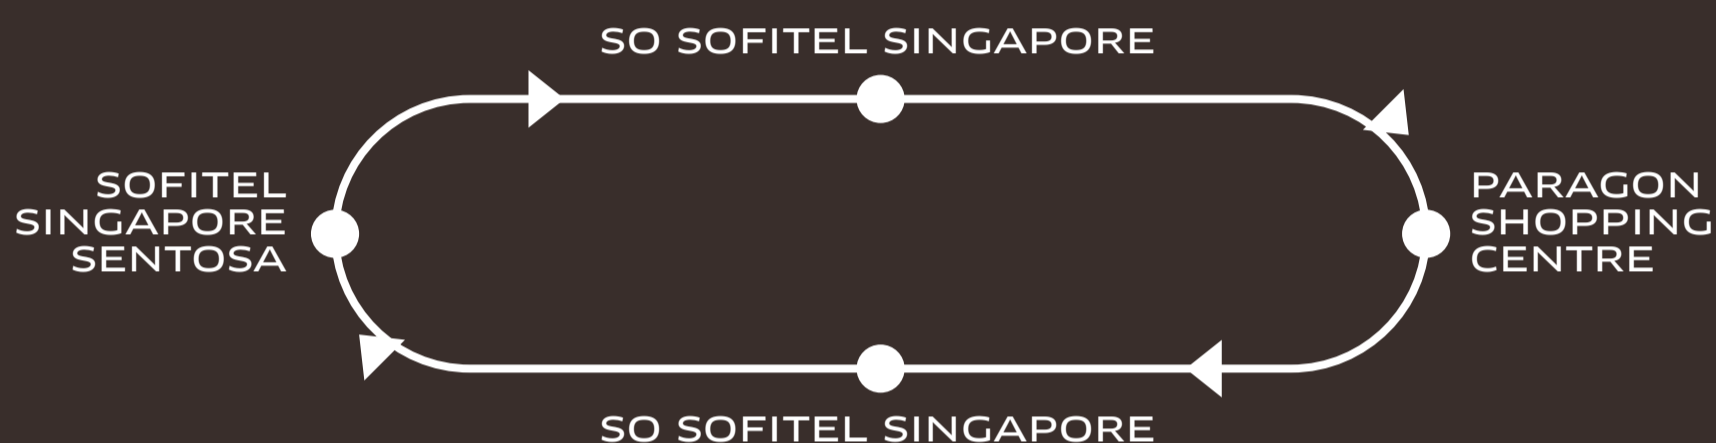 SO SOFITEL SINGAPORE
SOFITEL
SINGAPORE
SENTOSA
PARAGON
SHOPPING
CENTRE
SO SOFITEL SINGAPORE